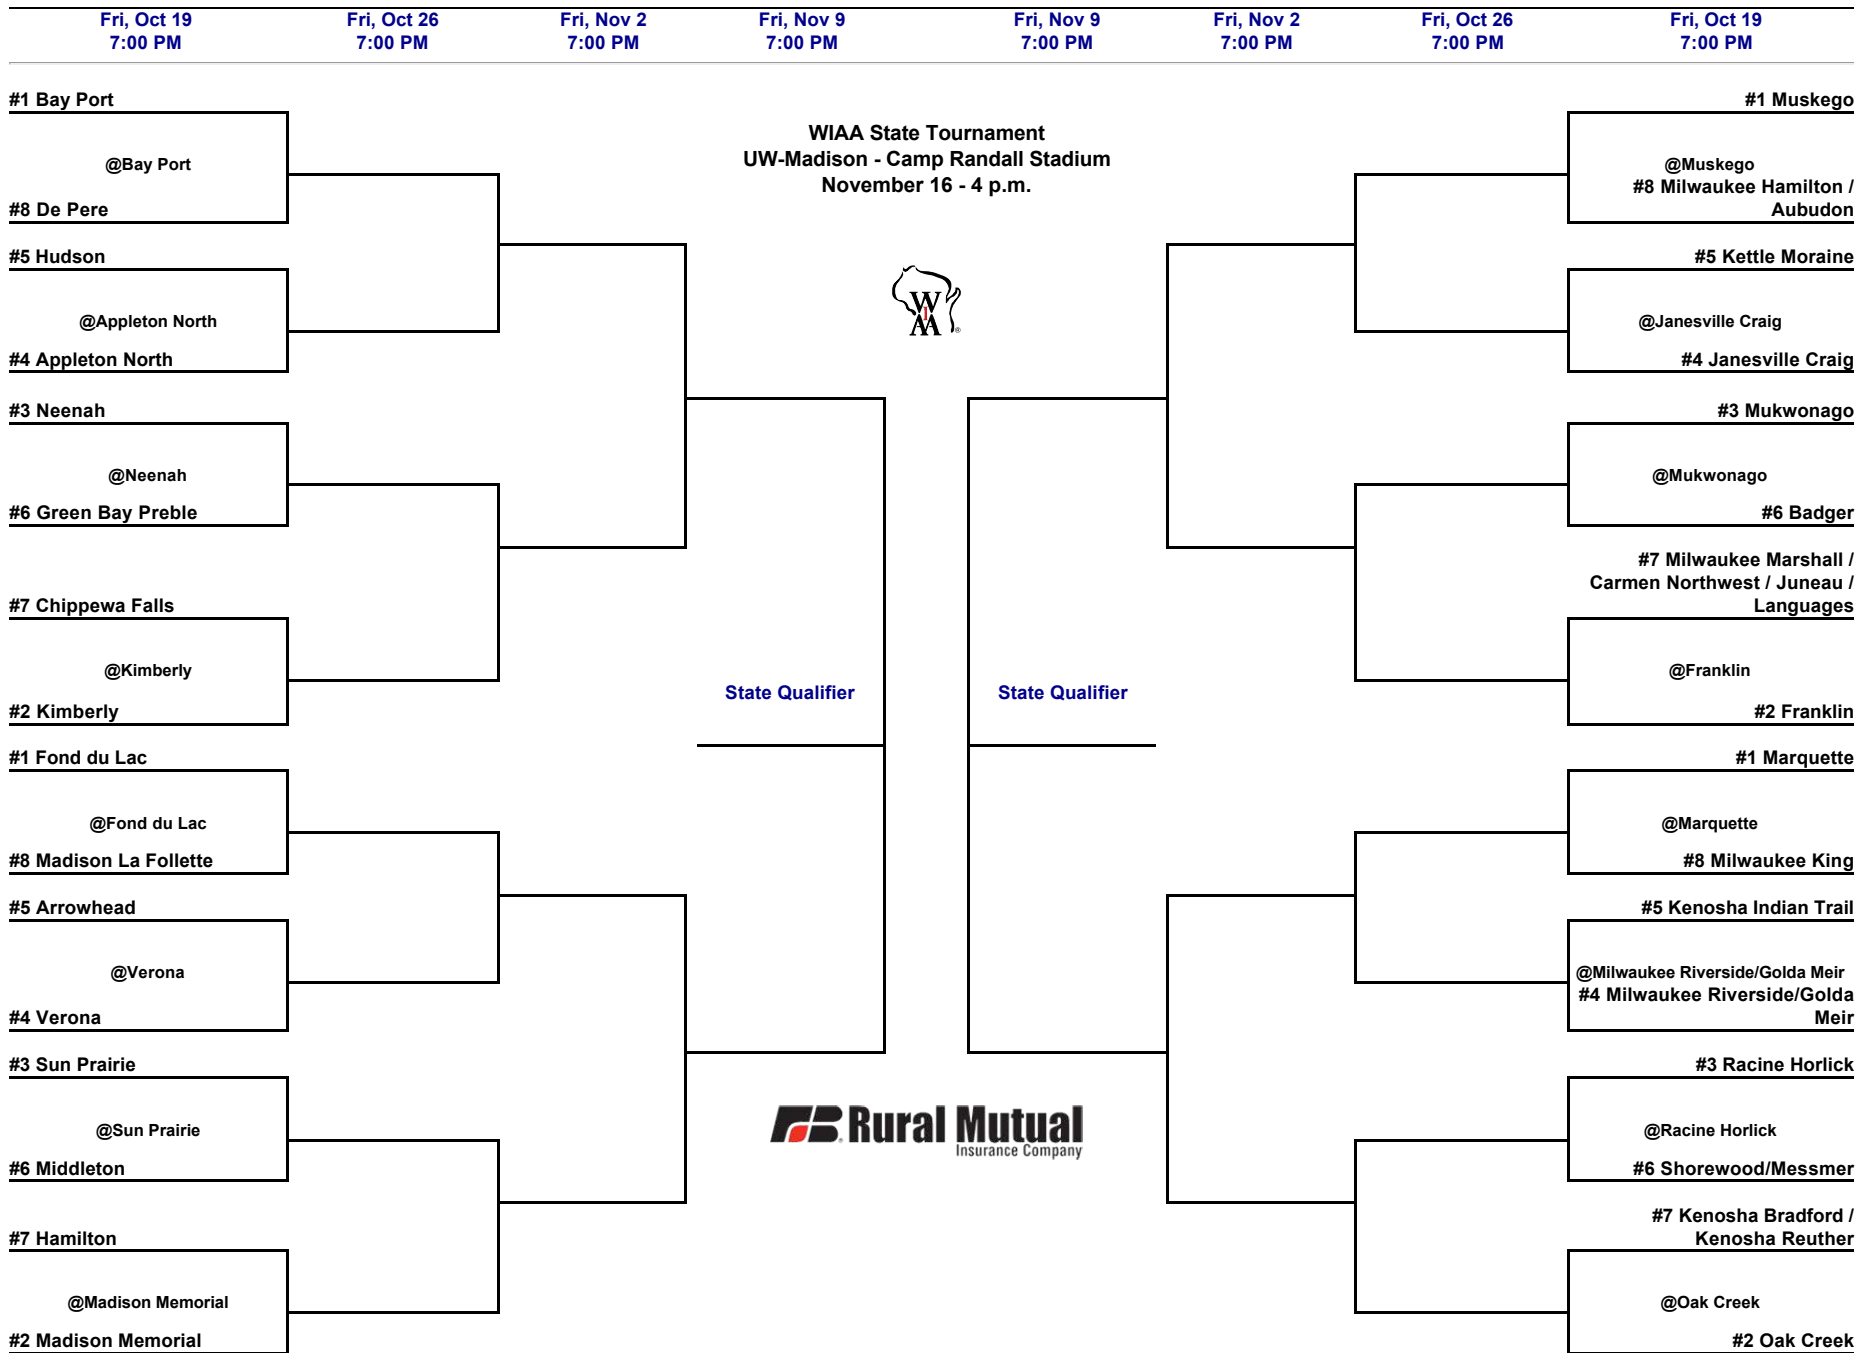 Fri, Oct 19
7:00 PM
Fri, Oct 26
7:00 PM
Fri, Nov 2
7:00 PM
Fri, Nov 9
7:00 PM
Fri, Nov 9
7:00 PM
Fri, Nov 2
7:00 PM
Fri, Oct 26
7:00 PM
Fri, Oct 19
7:00 PM
WIAA State Tournament
UW-Madison - Camp Randall Stadium
November 16 - 4 p.m.
W
I
AA
®
#1 Bay Port
@Bay Port
#8 De Pere
#5 Hudson
@Appleton North
#4 Appleton North
#3 Neenah
@Neenah
#6 Green Bay Preble
#7 Chippewa Falls
@Kimberly
#2 Kimberly
#1 Fond du Lac
@Fond du Lac
#8 Madison La Follette
#5 Arrowhead
@Verona
#4 Verona
#3 Sun Prairie
@Sun Prairie
#6 Middleton
#7 Hamilton
@Madison Memorial
#2 Madison Memorial
State Qualifier
State Qualifier
Rural Mutual
Insurance Company
#1 Muskego
@Muskego
#8 Milwaukee Hamilton /
Aubudon
#5 Kettle Moraine
@Janesville Craig
#4 Janesville Craig
#3 Mukwonago
@Mukwonago
#6 Badger
#7 Milwaukee Marshall /
Carmen Northwest / Juneau /
Languages
@Franklin
#2 Franklin
#1 Marquette
@Marquette
#8 Milwaukee King
#5 Kenosha Indian Trail
@Milwaukee Riverside/Golda Meir
#4 Milwaukee Riverside/Golda
Meir
#3 Racine Horlick
@Racine Horlick
#6 Shorewood/Messmer
#7 Kenosha Bradford /
Kenosha Reuther
@Oak Creek
#2 Oak Creek